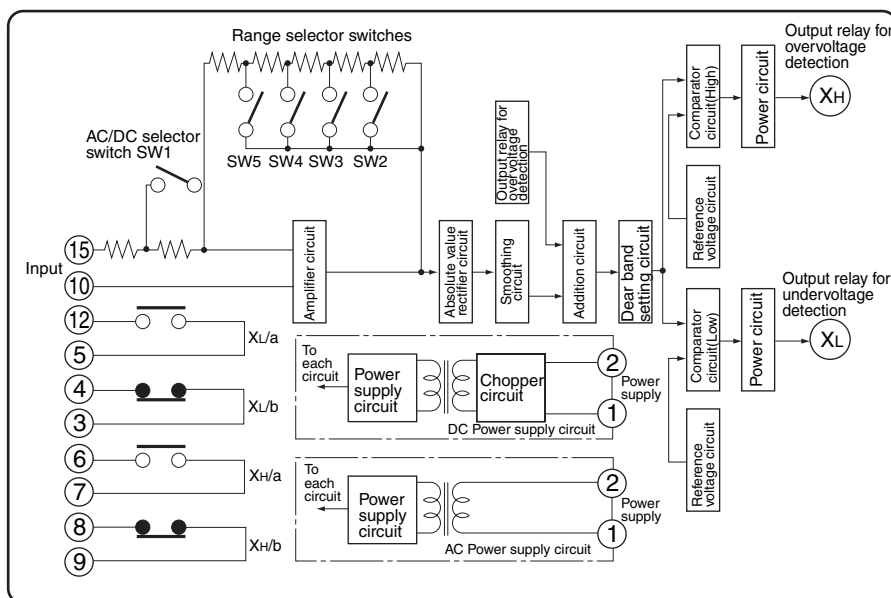 Range selector switches
AC/DC selector
switch SW1
SW5
SW4
SW3
SW2
Output relay for
overvoltage
detection
XH
Comparator
circuit(High)
Power circuit
Reference
voltage circuit
Output relay for
overvoltage
detection
Input
15
10
Amplifier circuit
Absolute value
rectifier circuit
Smoothing
circuit
Addition circuit
Dear band
setting circuit
Output relay for
undervoltage
detection
XL
Comparator
circuit(Low)
Power circuit
Reference
voltage circuit
12
5
XL/a
4
3
XL/b
6
7
XH/a
8
9
XH/b
To
each
circuit
Power
supply
circuit
Chopper
circuit
2
Power
supply
1
DC Power supply circuit
To
each
circuit
Power
supply
circuit
2
Power
supply
1
AC Power supply circuit